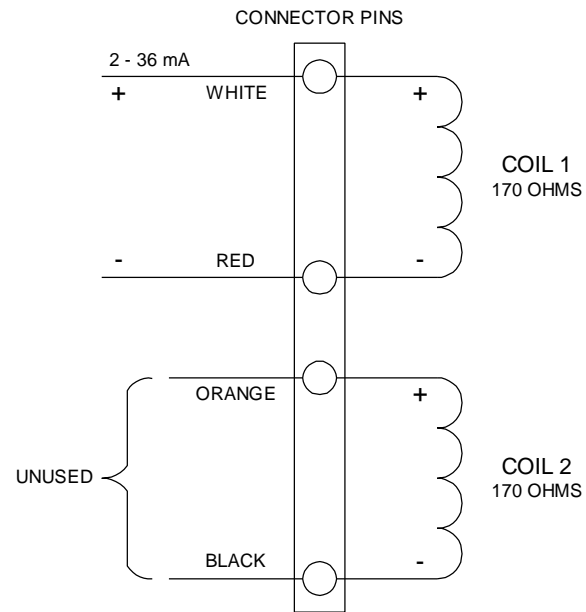 CONNECTOR PINS
2 - 36 mA
+
WHITE
+
COIL 1
170 OHMS
-
RED
-
ORANGE
+
UNUSED
COIL 2
170 OHMS
BLACK
-